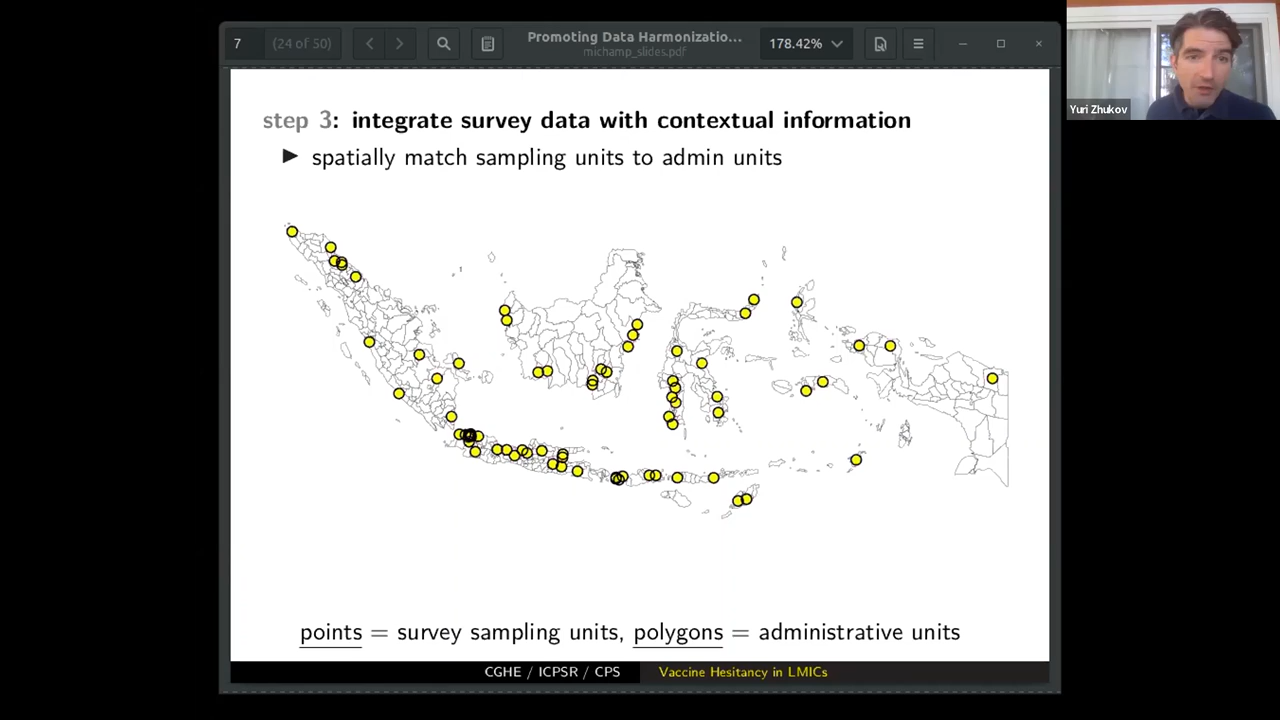 7 (24 of 50)
Promoting Data Harmonizatio...
michamp_slides.pdf
178.42%
Yuri Zhukov
step 3: integrate survey data with contextual information
spatially match sampling units to admin units
points = survey sampling units, polygons = administrative units
CGHE / ICPSR / CPS Vaccine Hesitancy in LMICs